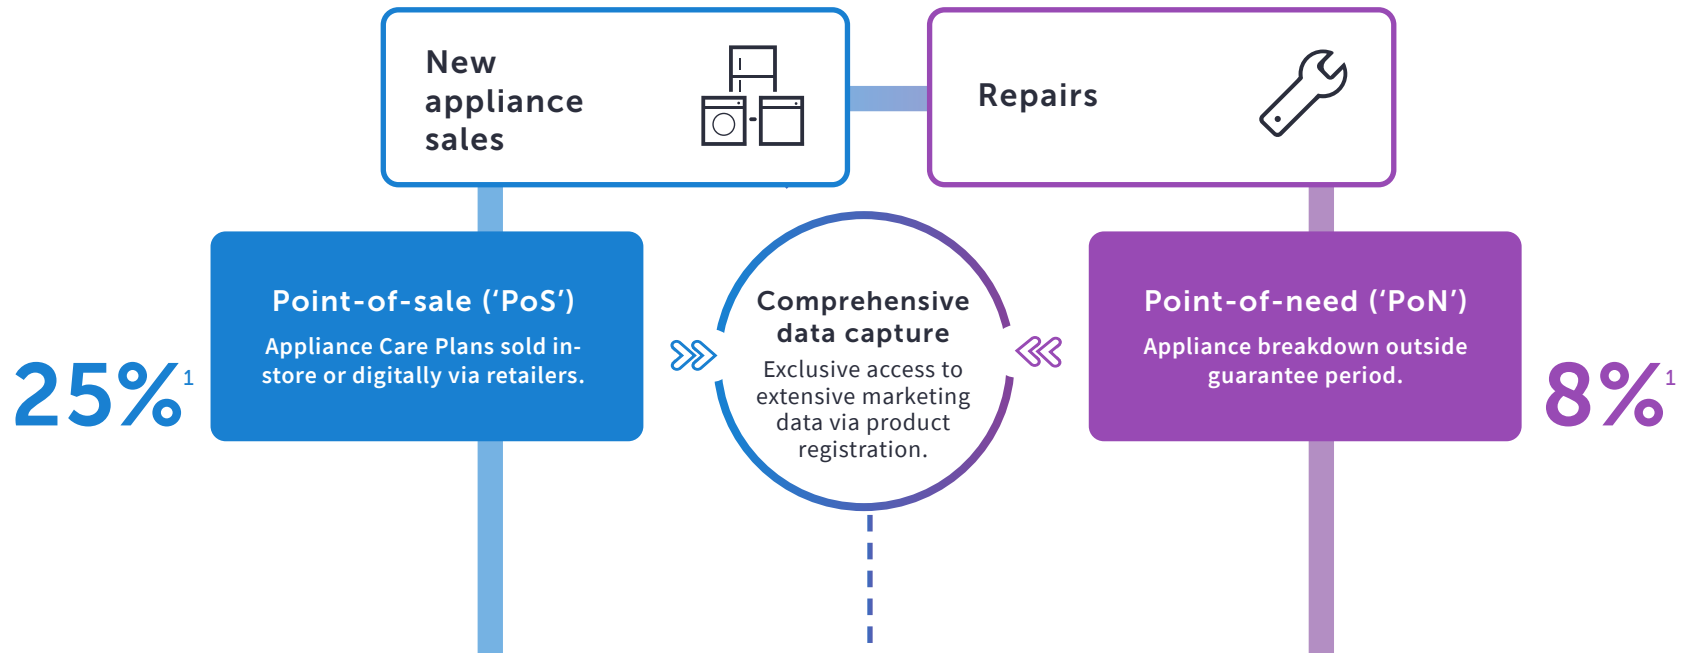 New
appliance
sales
Repairs
Point-of-sale (‘PoS’)
Appliance Care Plans sold in-
store or digitally via retailers.
25%1
Comprehensive
data capture
Exclusive access to
extensive marketing
data via product
registration.
Point-of-need (‘PoN’)
Appliance breakdown outside
guarantee period.
8%1